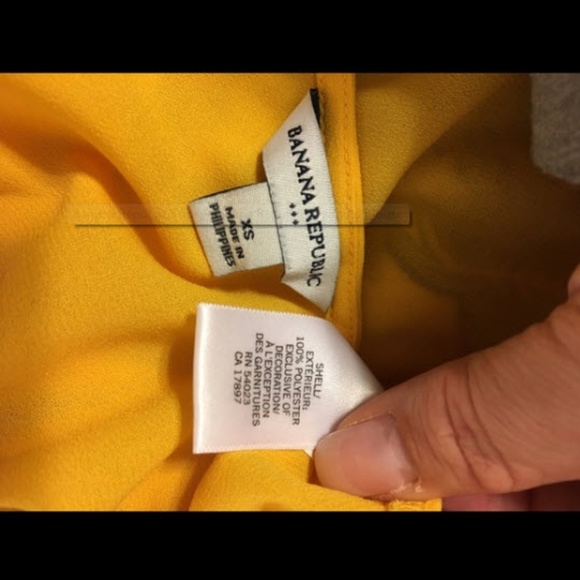 BANANA REPUBLIC
XS
MADE IN
PHILIPPINES
SHELL/
EXTÉRIEUR:
100% POLYESTER
EXCLUSIVE OF
DECORATION/
À L'EXCEPTION
DES GARNITURES
RN 54023
CA 17897